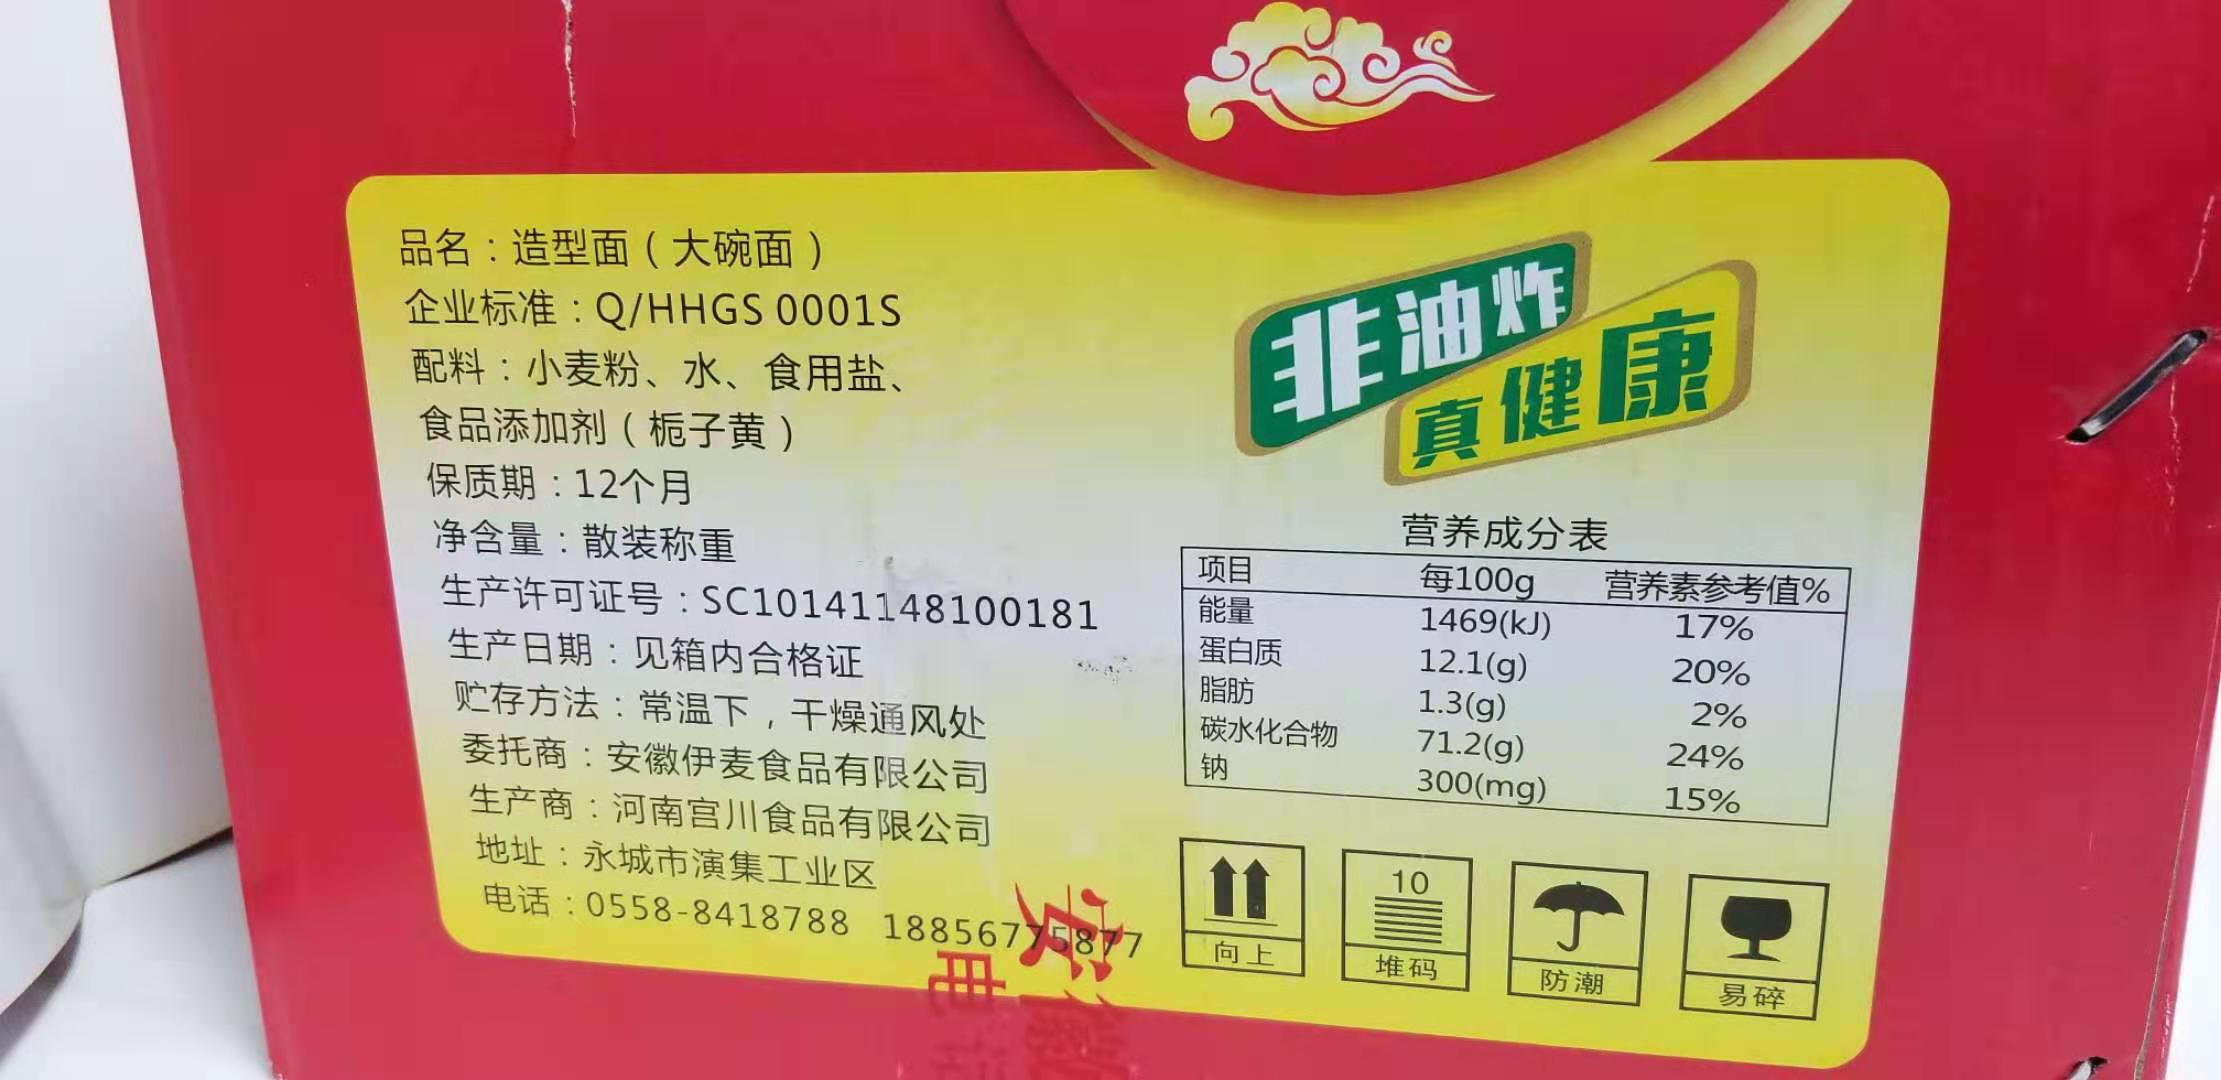 品名：造型面（大碗面）
企业标准：Q/HHGS 0001S
配料：小麦粉、水、食用盐、
食品添加剂（栀子黄）
保质期：12个月
净含量：散装称重
生产许可证号：SC10141148100181
生产日期：见箱内合格证
贮存方法：常温下，干燥通风处
委托商：安徽伊麦食品有限公司
生产商：河南宫川食品有限公司
地址：永城市演集工业区
电话：0558-8418788 18856775877
非油炸
真健康
营养成分表
项目 每100g 营养素参考值%
能量 1469(kJ) 17%
蛋白质 12.1(g) 20%
脂肪 1.3(g) 2%
碳水化合物 71.2(g) 24%
钠 300(mg) 15%
向上
10
堆码
防潮
易碎
安徽
电